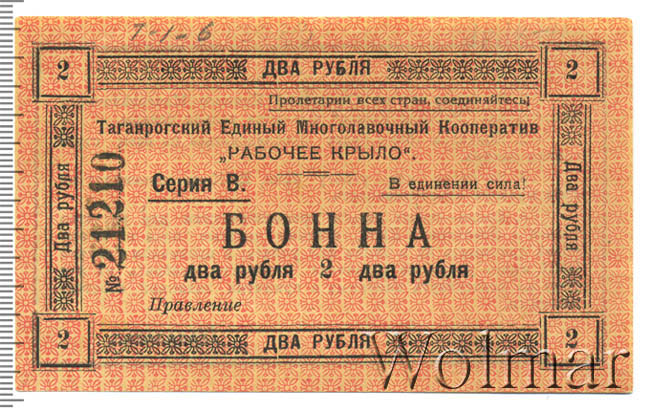 7-1-6
2 ДВА РУБЛЯ 2
Пролетарии всех стран, соединяйтесь!
Таганрогский Единый Многолавочный Кооператив
„РАБОЧЕЕ КРЫЛО“.
Серия В.
В единении сила!
Два рубля
№ 21210
БОННА
два рубля 2 два рубля
Два рубля
Правление
2 ДВА РУБЛЯ 2
Wolmar